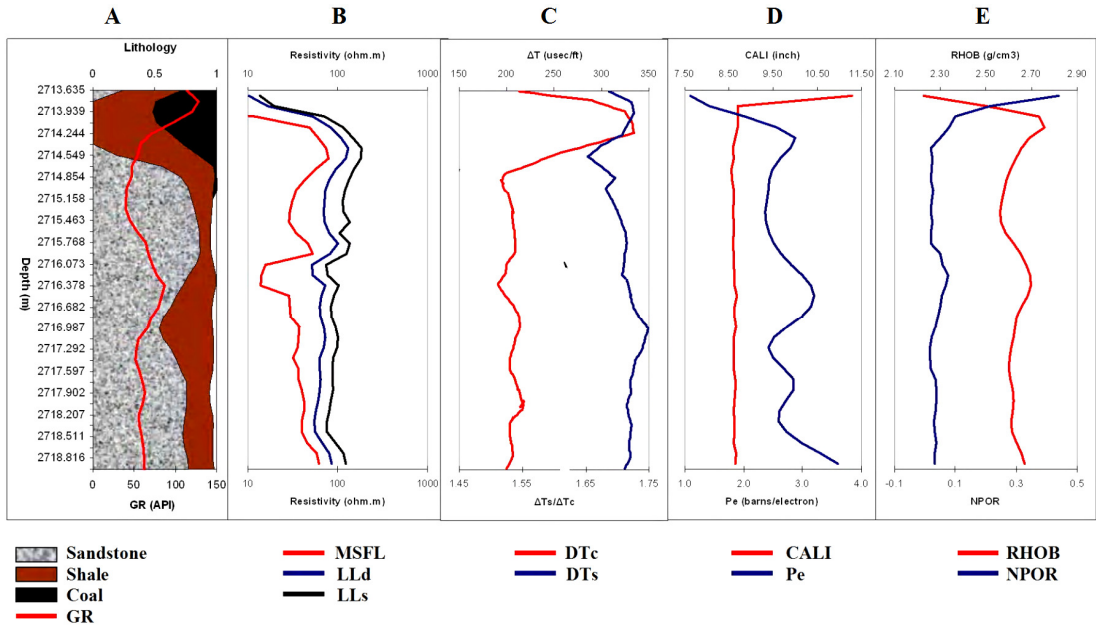 A B C D E
Lithology
0 0.5 1
Resistivity (ohm.m)
10 100 1000
ΔT (usec/ft)
150 200 250 300 350
CALI (inch)
7.50 8.50 9.50 10.50 11.50
RHOB (g/cm3)
2.10 2.30 2.50 2.70 2.90
Depth (m)
2713.635
2713.939
2714.244
2714.549
2714.854
2715.158
2715.463
2715.768
2716.073
2716.378
2716.682
2716.987
2717.292
2717.597
2717.902
2718.207
2718.511
2718.816
0 50 100 150
GR (API)
10 100 1000
Resistivity (ohm.m)
1.45 1.55 1.65 1.75
ΔTs/ΔTc
1.0 2.0 3.0 4.0
Pe (barns/electron)
-0.1 0.1 0.3 0.5
NPOR
Sandstone
Shale
Coal
GR
MSFL
LLd
LLs
DTc
DTs
CALI
Pe
RHOB
NPOR